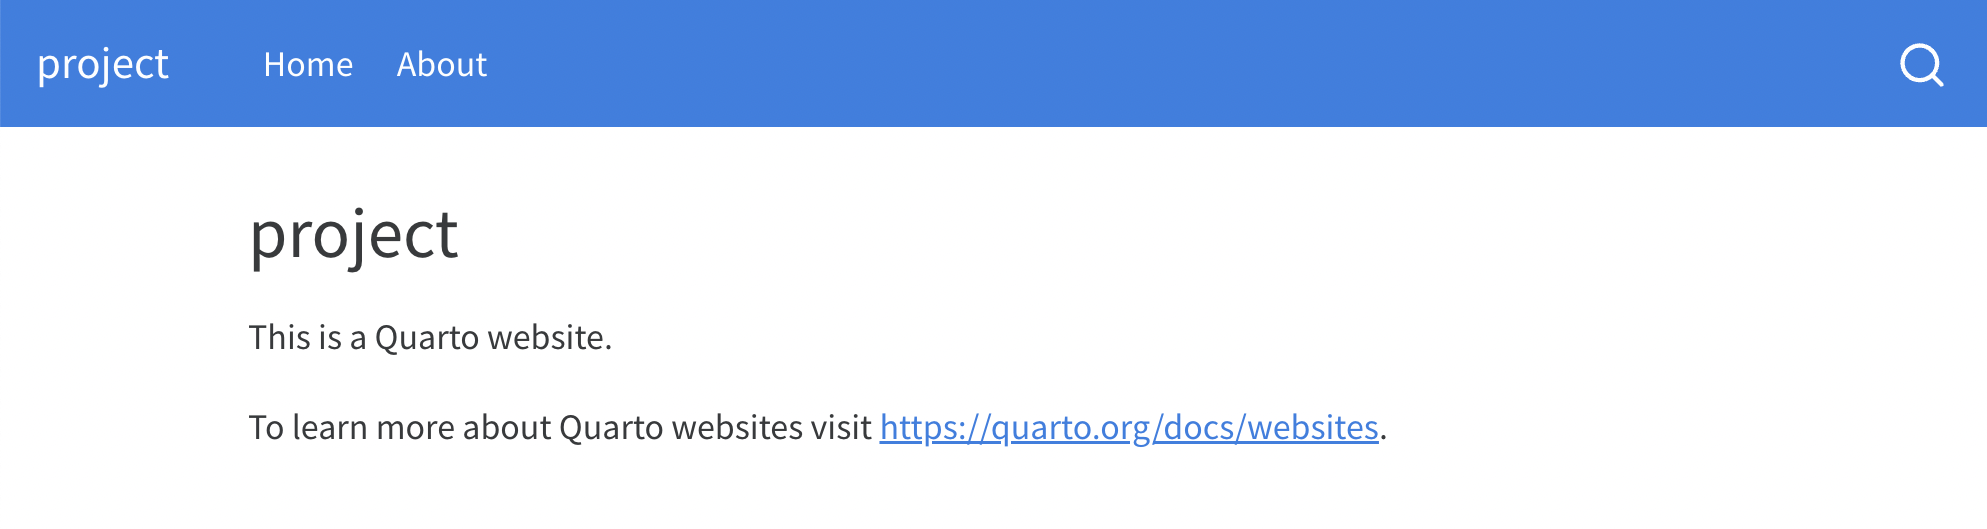 project Home About
project
This is a Quarto website.
To learn more about Quarto websites visit https://quarto.org/docs/websites.